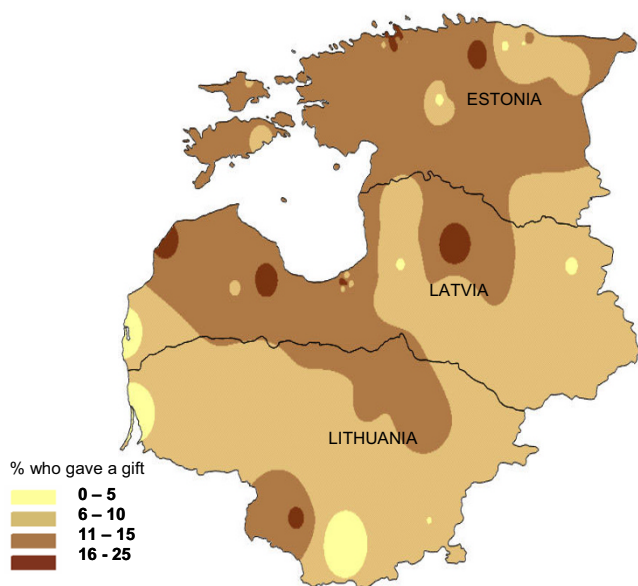 ESTONIA
LATVIA
LITHUANIA
% who gave a gift
0 – 5
6 – 10
11 – 15
16 - 25